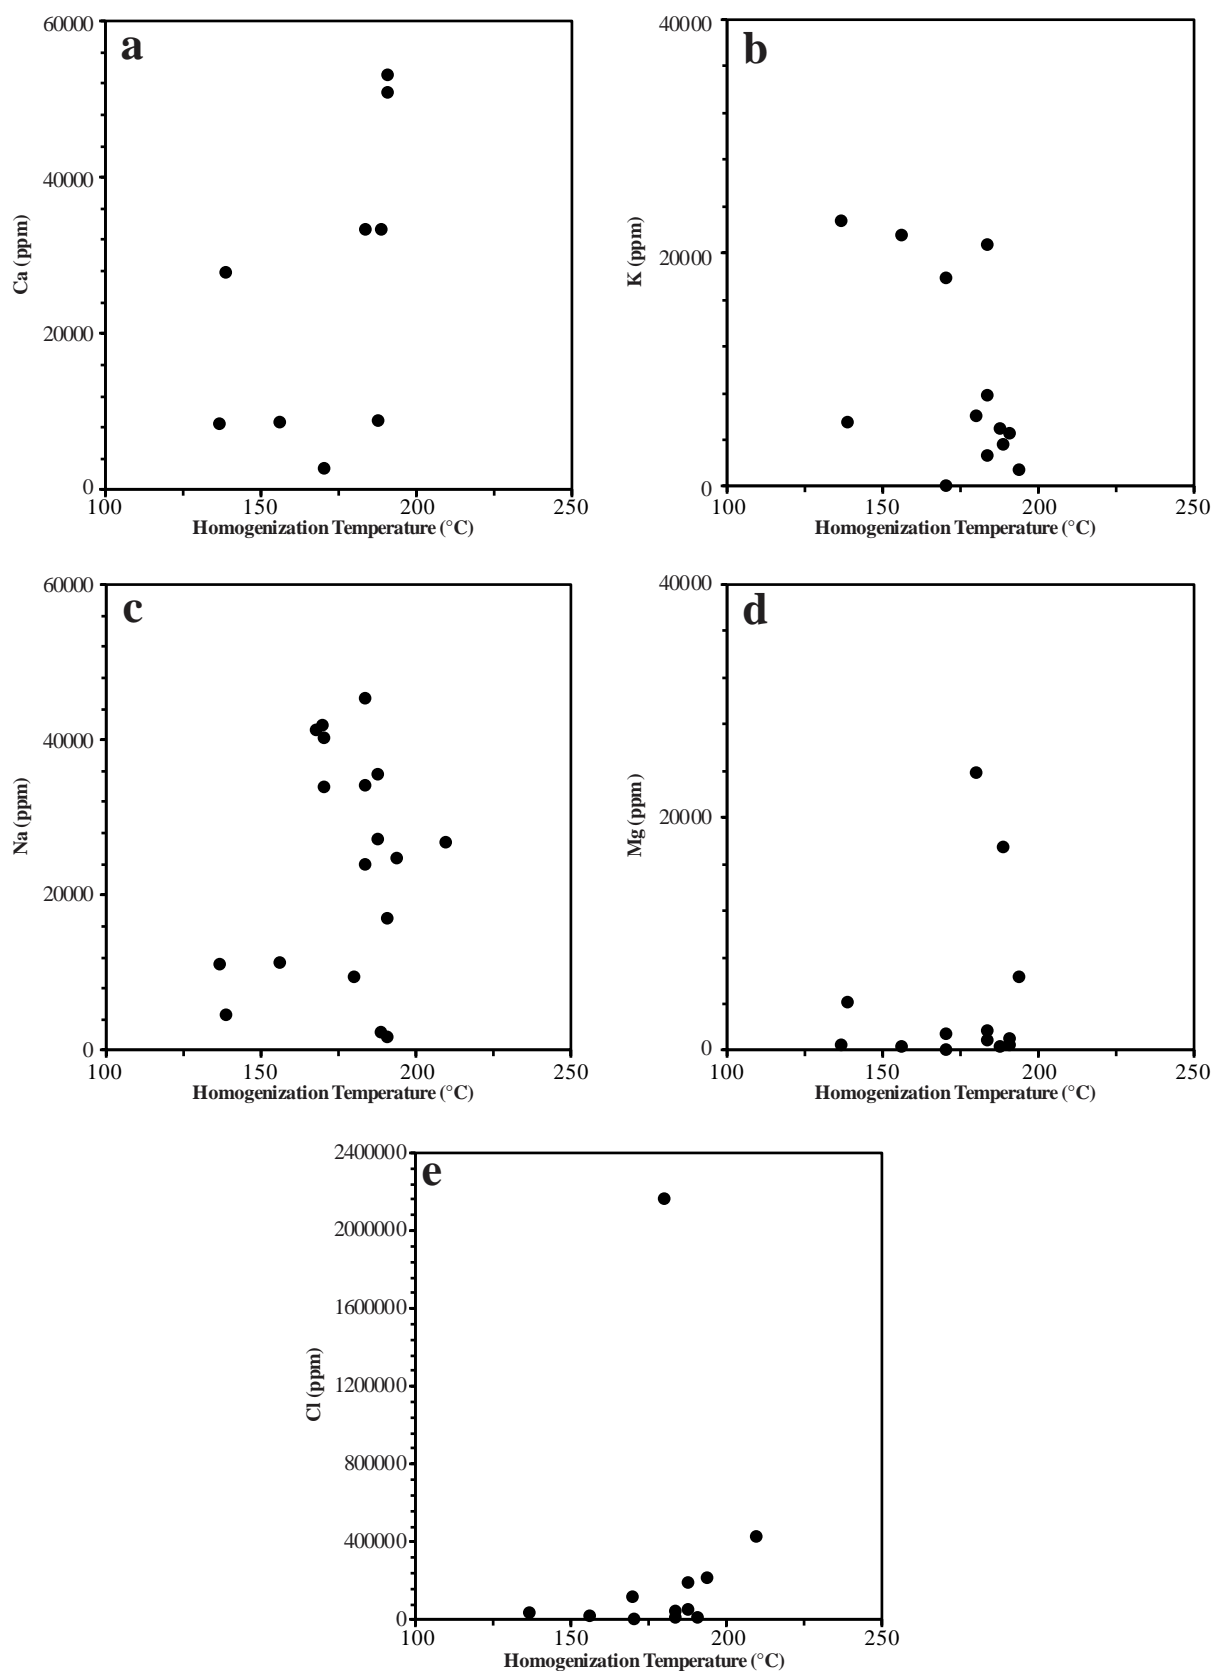 a
60000
40000
20000
0
Ca (ppm)
100 150 200 250
Homogenization Temperature (°C)
b
40000
20000
0
K (ppm)
100 150 200 250
Homogenization Temperature (°C)
c
60000
40000
20000
0
Na (ppm)
100 150 200 250
Homogenization Temperature (°C)
d
40000
20000
0
Mg (ppm)
100 150 200 250
Homogenization Temperature (°C)
e
2400000
2000000
1600000
1200000
800000
400000
0
Cl (ppm)
100 150 200 250
Homogenization Temperature (°C)